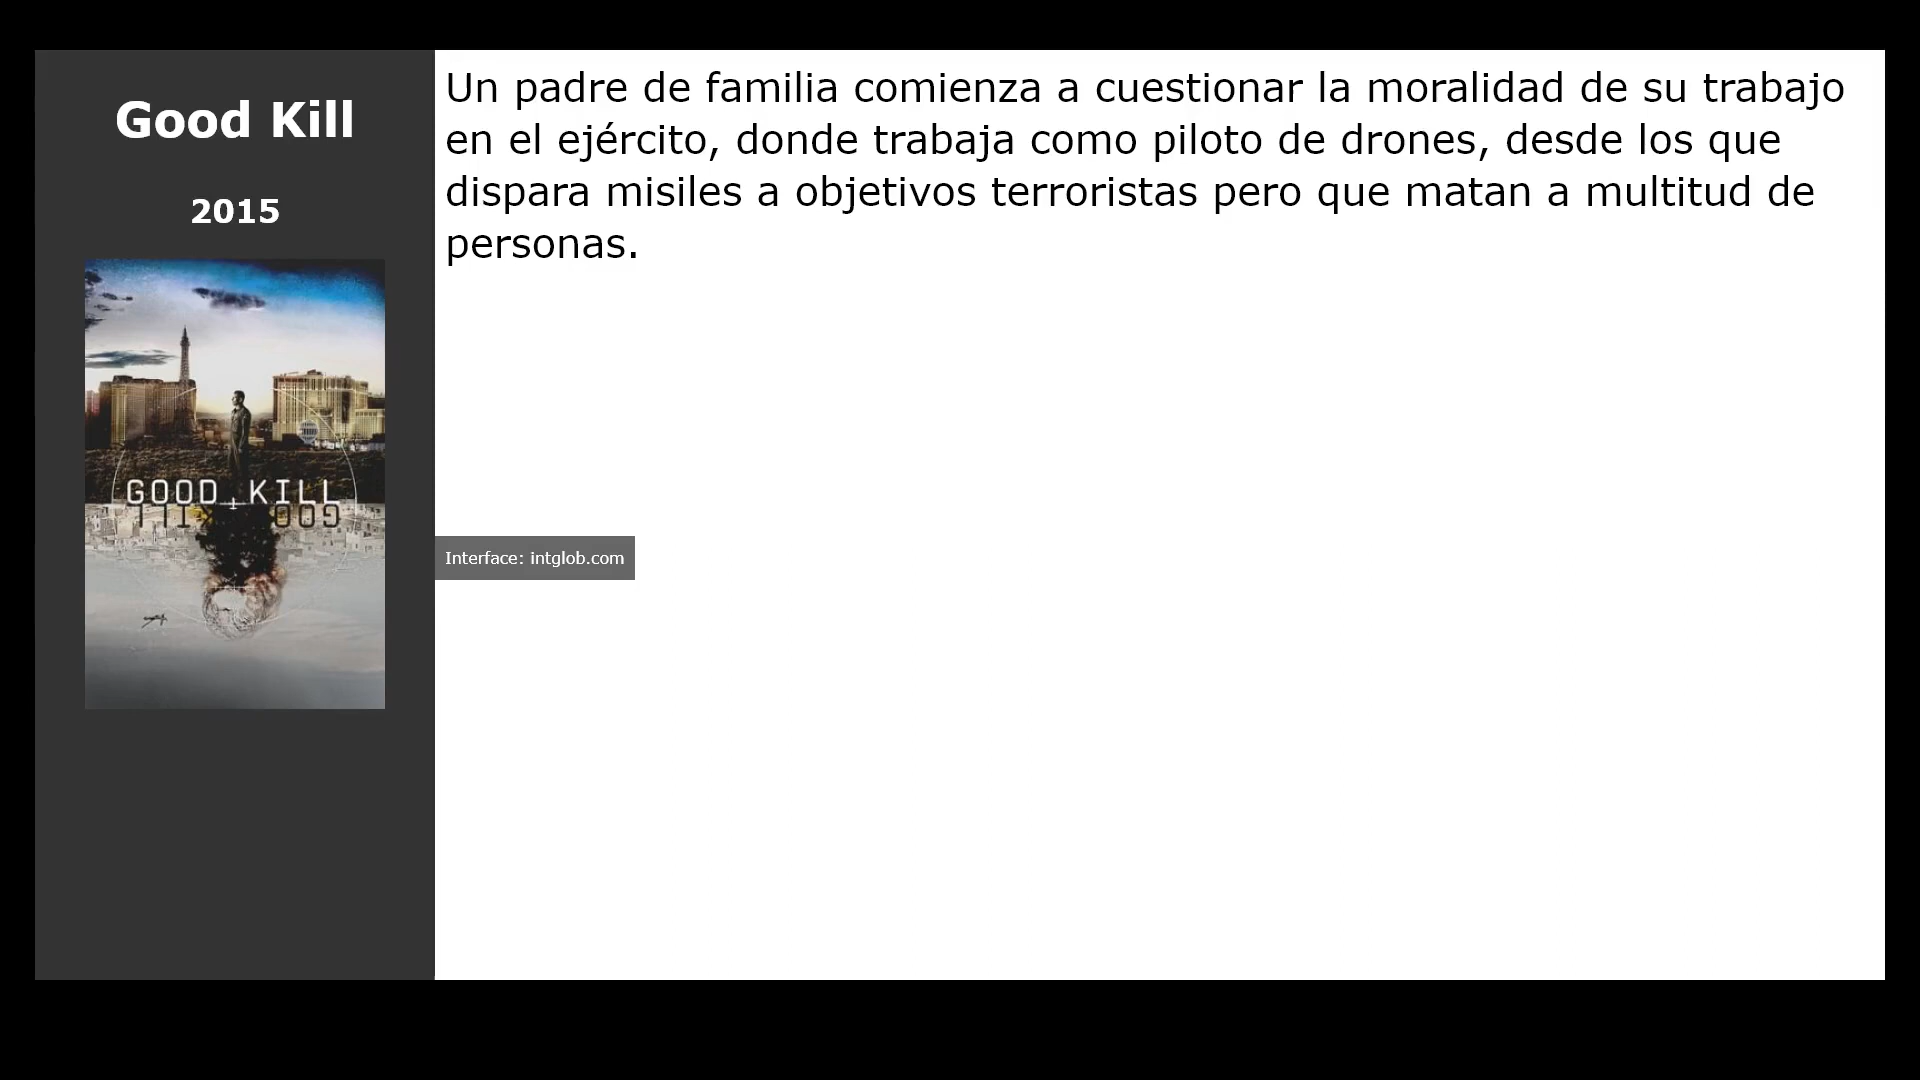 Good Kill
2015
GOOD KILL
Un padre de familia comienza a cuestionar la moralidad de su trabajo
en el ejército, donde trabaja como piloto de drones, desde los que
dispara misiles a objetivos terroristas pero que matan a multitud de
personas.
Interface: intglob.com